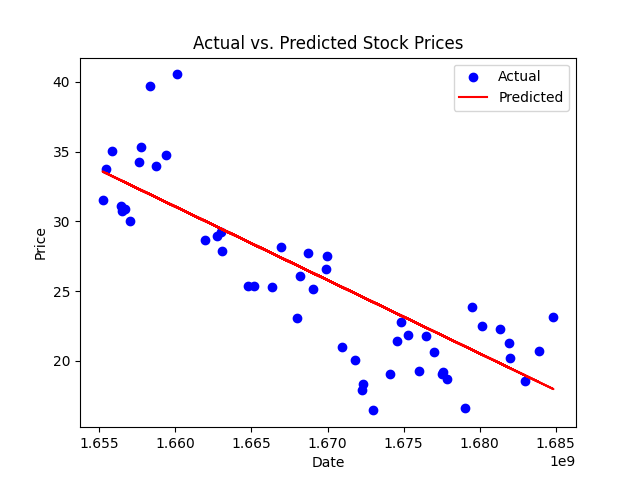 Actual vs. Predicted Stock Prices
Actual
Predicted
40
35
30
25
20
Price
1.655 1.660 1.665 1.670 1.675 1.680 1.685
1e9
Date